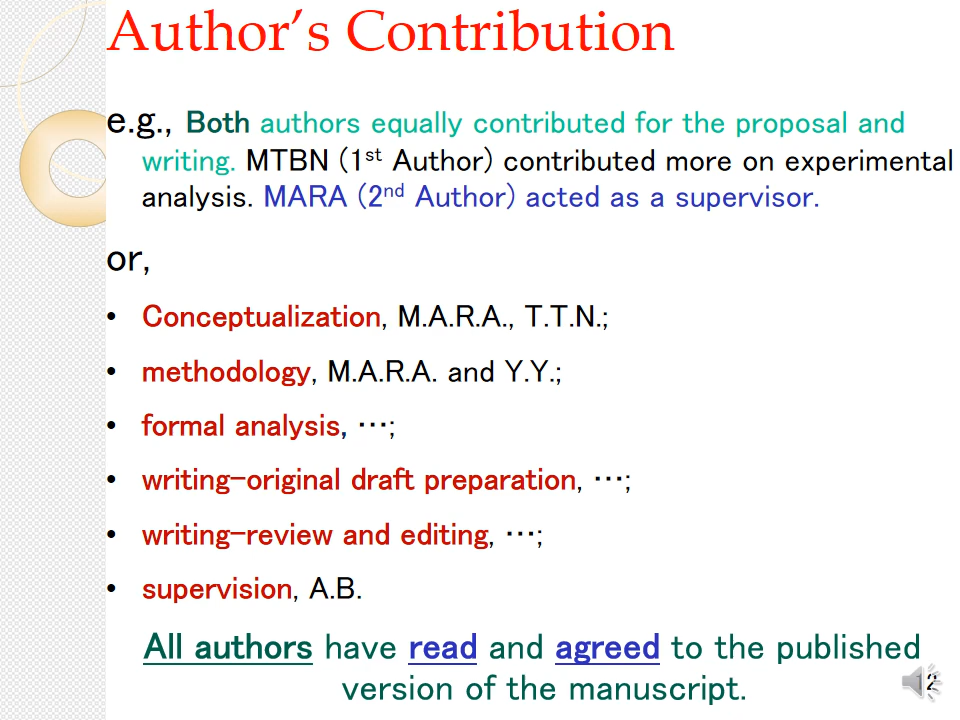 Author’s Contribution
e.g., Both authors equally contributed for the proposal and
writing. MTBN (1st Author) contributed more on experimental
analysis. MARA (2nd Author) acted as a supervisor.
or,
• Conceptualization, M.A.R.A., T.T.N.;
• methodology, M.A.R.A. and Y.Y.;
• formal analysis, …;
• writing-original draft preparation, …;
• writing-review and editing, …;
• supervision, A.B.
All authors have read and agreed to the published
version of the manuscript.
12